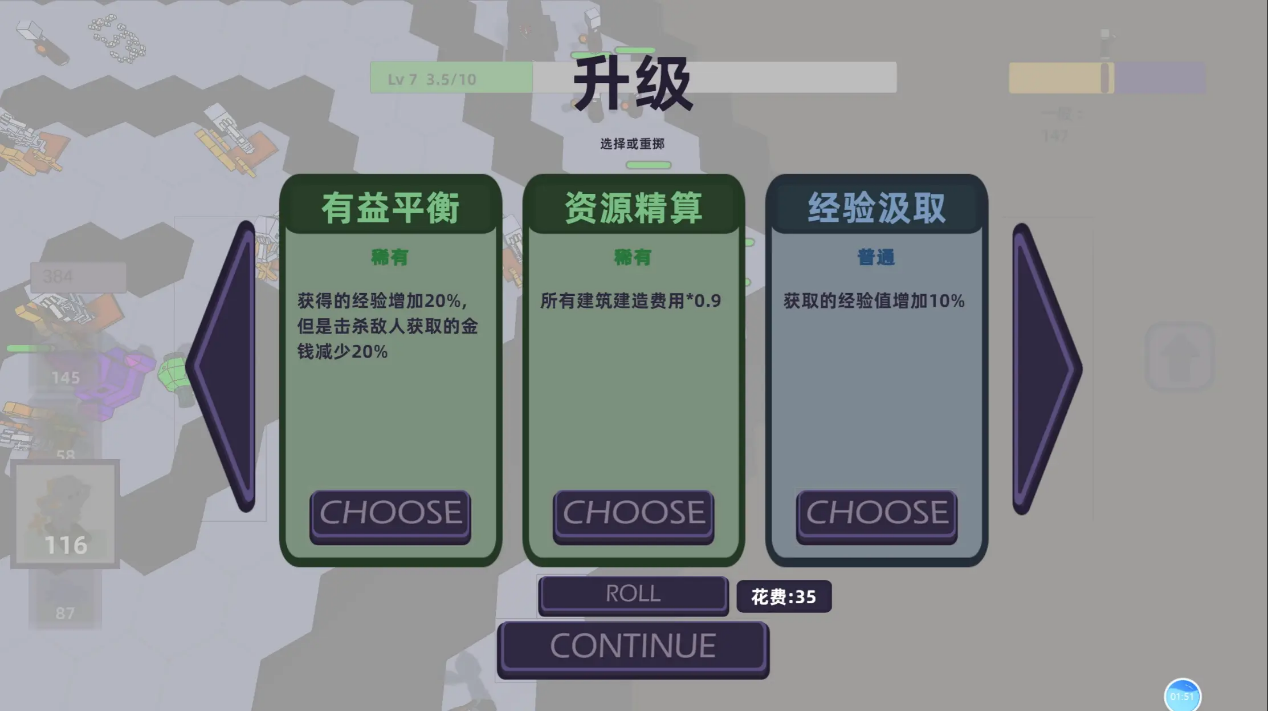 Lv 7 3.5/10
升级
选择或重掷
147
有益平衡
稀有
获得的经验增加20%,
但是击杀敌人获取的金
钱减少20%
CHOOSE
资源精算
稀有
所有建筑建造费用*0.9
CHOOSE
经验汲取
普通
获取的经验值增加10%
CHOOSE
384
145
58
116
87
ROLL
花费:35
CONTINUE
01:51